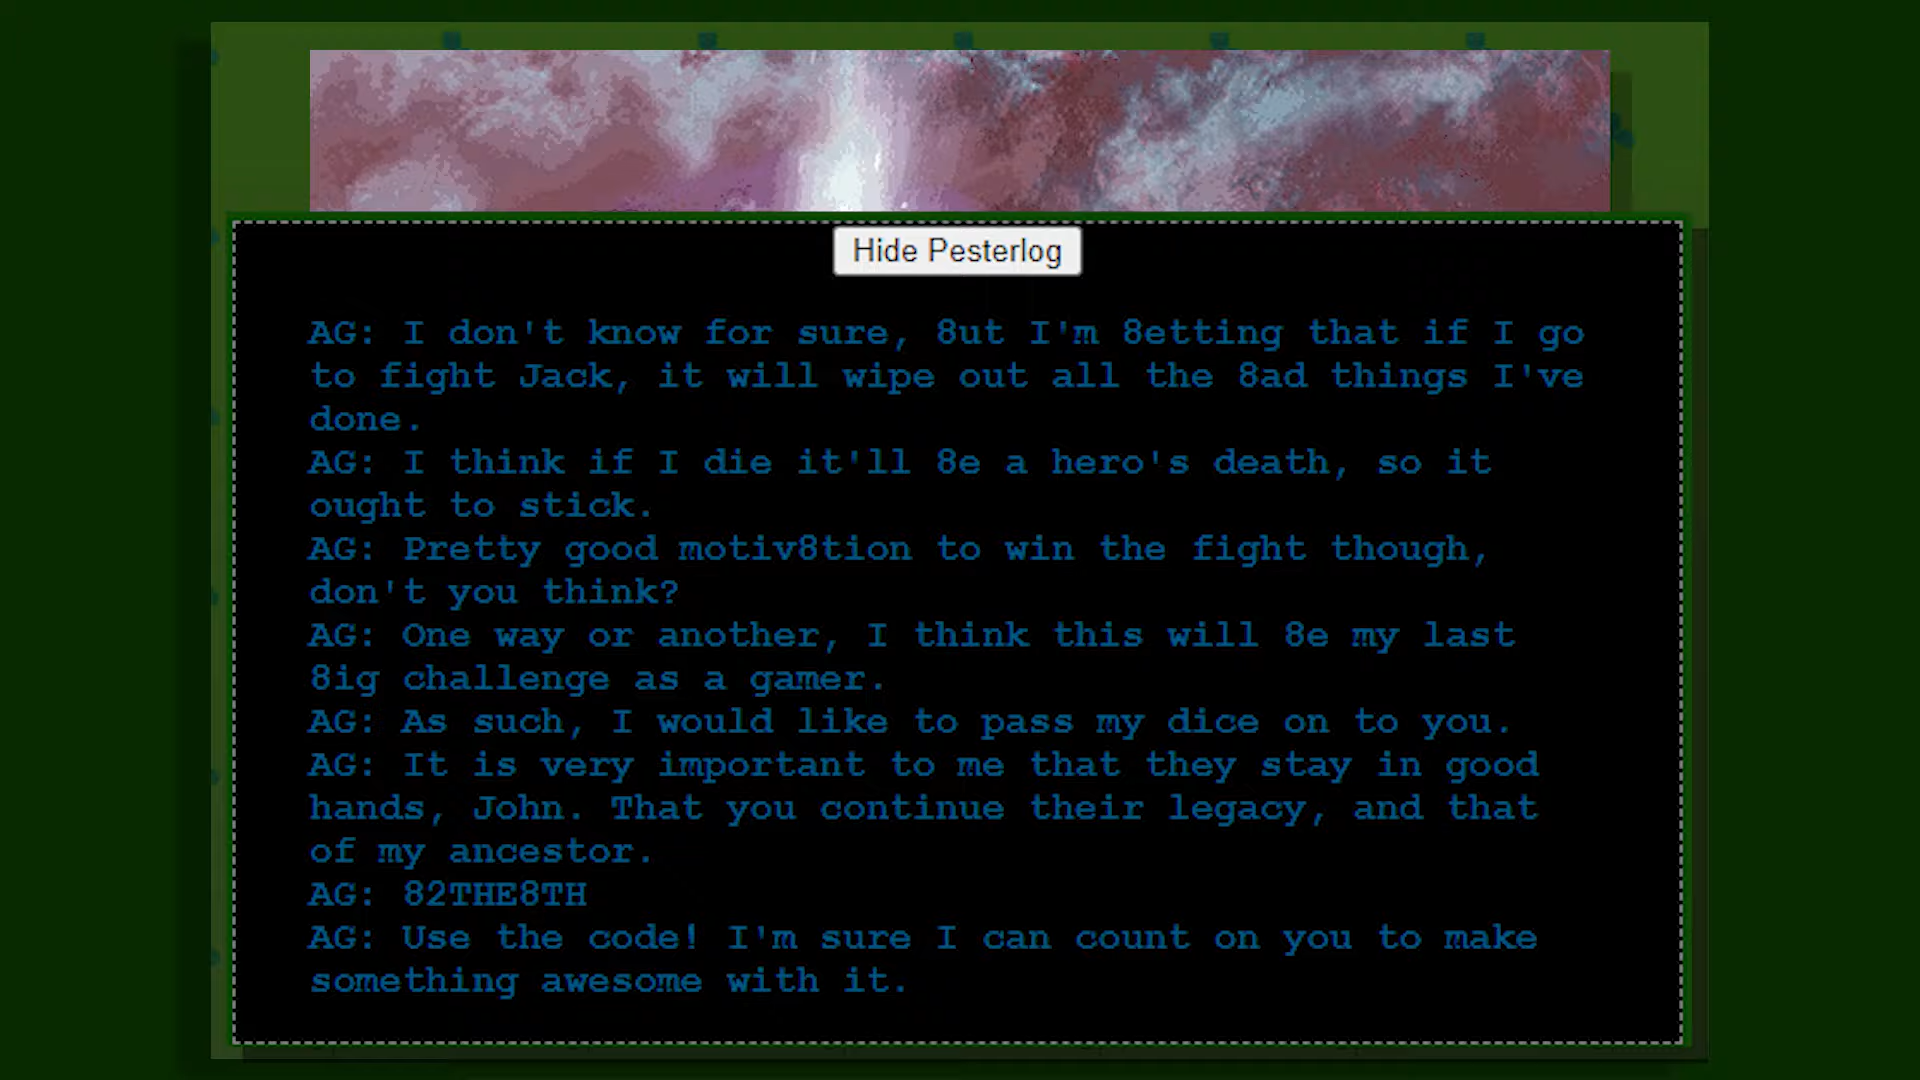 Hide Pesterlog
AG: I don't know for sure, 8ut I'm 8etting that if I go
to fight Jack, it will wipe out all the 8ad things I've
done.
AG: I think if I die it'll 8e a hero's death, so it
ought to stick.
AG: Pretty good motiv8tion to win the fight though,
don't you think?
AG: One way or another, I think this will 8e my last
8ig challenge as a gamer.
AG: As such, I would like to pass my dice on to you.
AG: It is very important to me that they stay in good
hands, John. That you continue their legacy, and that
of my ancestor.
AG: 82THE8TH
AG: Use the code! I'm sure I can count on you to make
something awesome with it.